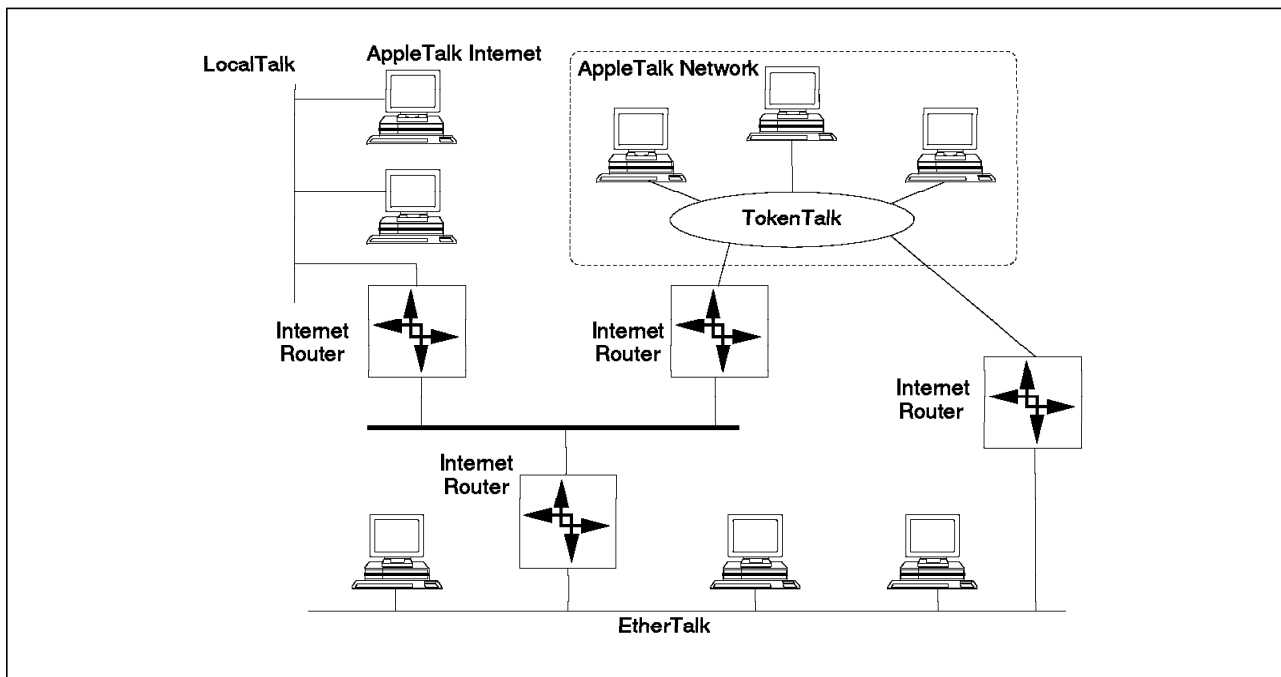 AppleTalk Internet
LocalTalk
AppleTalk Network
TokenTalk
Internet
Router
Internet
Router
Internet
Router
Internet
Router
EtherTalk